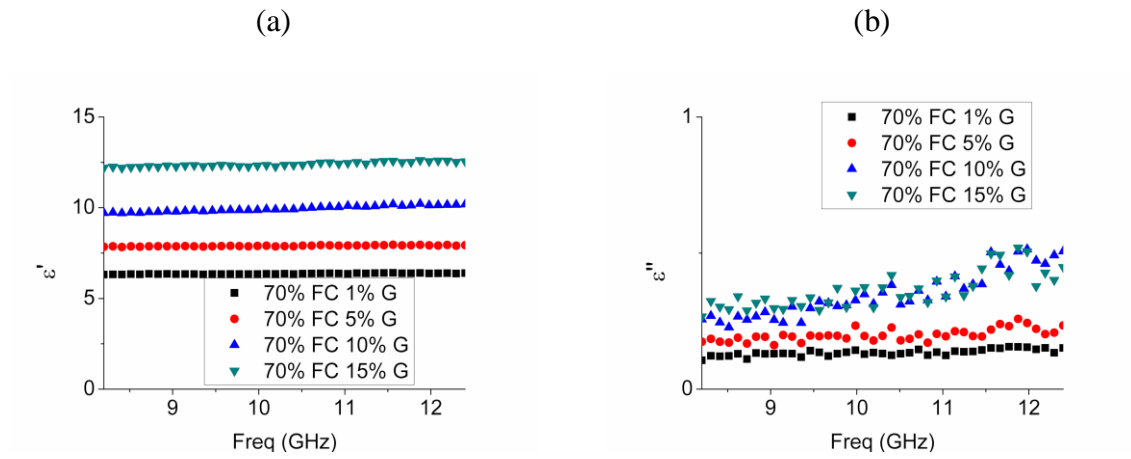 (a)
(b)
15
10
5
0
ε'
70% FC 1% G
70% FC 5% G
70% FC 10% G
70% FC 15% G
9
10
11
12
Freq (GHz)
1
0
ε"
70% FC 1% G
70% FC 5% G
70% FC 10% G
70% FC 15% G
9
10
11
12
Freq (GHz)